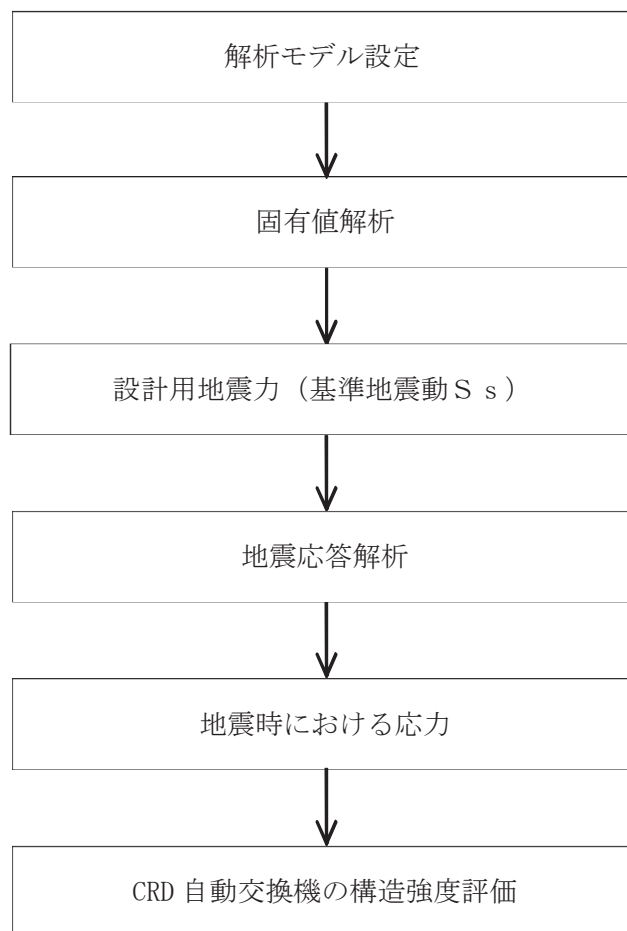 解析モデル設定
固有値解析
設計用地震力（基準地震動Ｓｓ）
地震応答解析
地震時における応力
CRD 自動交換機の構造強度評価